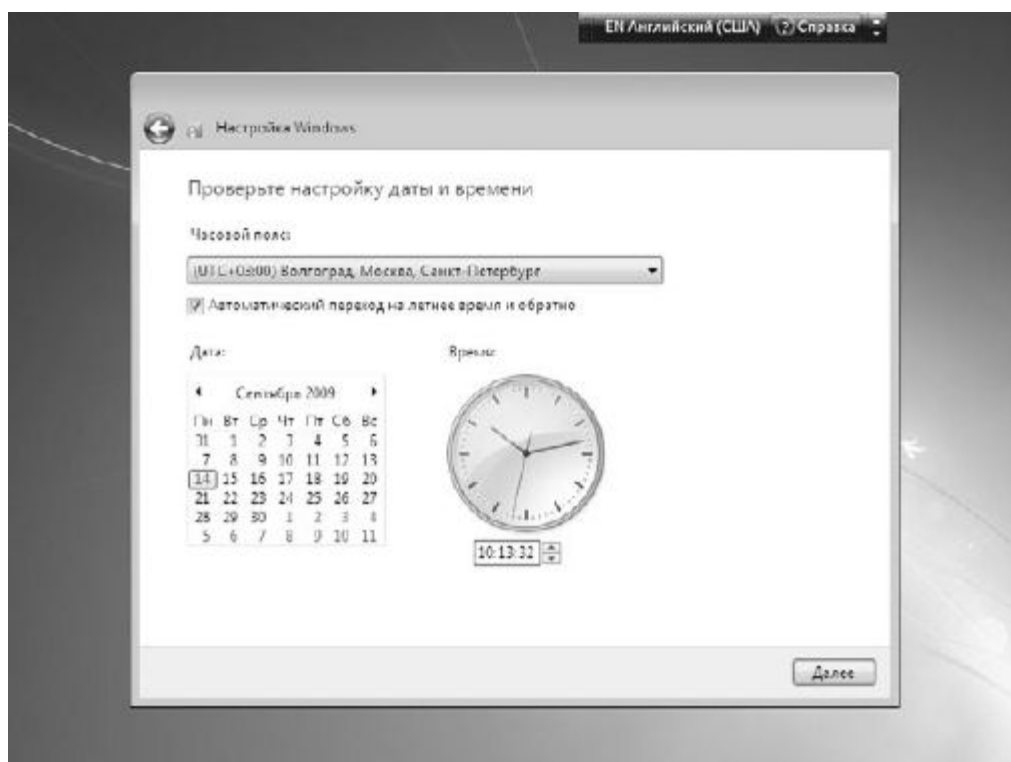 EN Английский (США) (?) Справка
Настройка Windows
Проверьте настройку даты и времени
Часовой пояс:
(UTC+03:00) Волгоград, Москва, Санкт-Петербург
Автоматический переход на летнее время и обратно
Дата: Время:
Сентябрь 2009
Пн Вт Ср Чт Пт Сб Вс
31 1 2 3 4 5 6
7 8 9 10 11 12 13
14 15 16 17 18 19 20
21 22 23 24 25 26 27
28 29 30 1 2 3 4
5 6 7 8 9 10 11
10:13:32
Далее